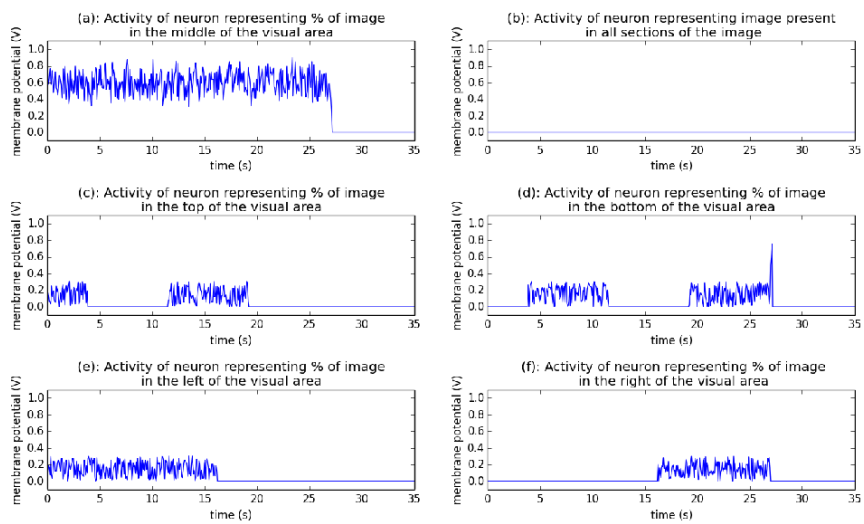 (a): Activity of neuron representing % of image
in the middle of the visual area
membrane potential (V)
1.0
0.8
0.6
0.4
0.2
0.0
0 5 10 15 20 25 30 35
time (s)
(b): Activity of neuron representing image present
in all sections of the image
membrane potential (V)
1.0
0.8
0.6
0.4
0.2
0.0
0 5 10 15 20 25 30 35
time (s)
(c): Activity of neuron representing % of image
in the top of the visual area
membrane potential (V)
1.0
0.8
0.6
0.4
0.2
0.0
0 5 10 15 20 25 30 35
time (s)
(d): Activity of neuron representing % of image
in the bottom of the visual area
membrane potential (V)
1.0
0.8
0.6
0.4
0.2
0.0
0 5 10 15 20 25 30 35
time (s)
(e): Activity of neuron representing % of image
in the left of the visual area
membrane potential (V)
1.0
0.8
0.6
0.4
0.2
0.0
0 5 10 15 20 25 30 35
time (s)
(f): Activity of neuron representing % of image
in the right of the visual area
membrane potential (V)
1.0
0.8
0.6
0.4
0.2
0.0
0 5 10 15 20 25 30 35
time (s)